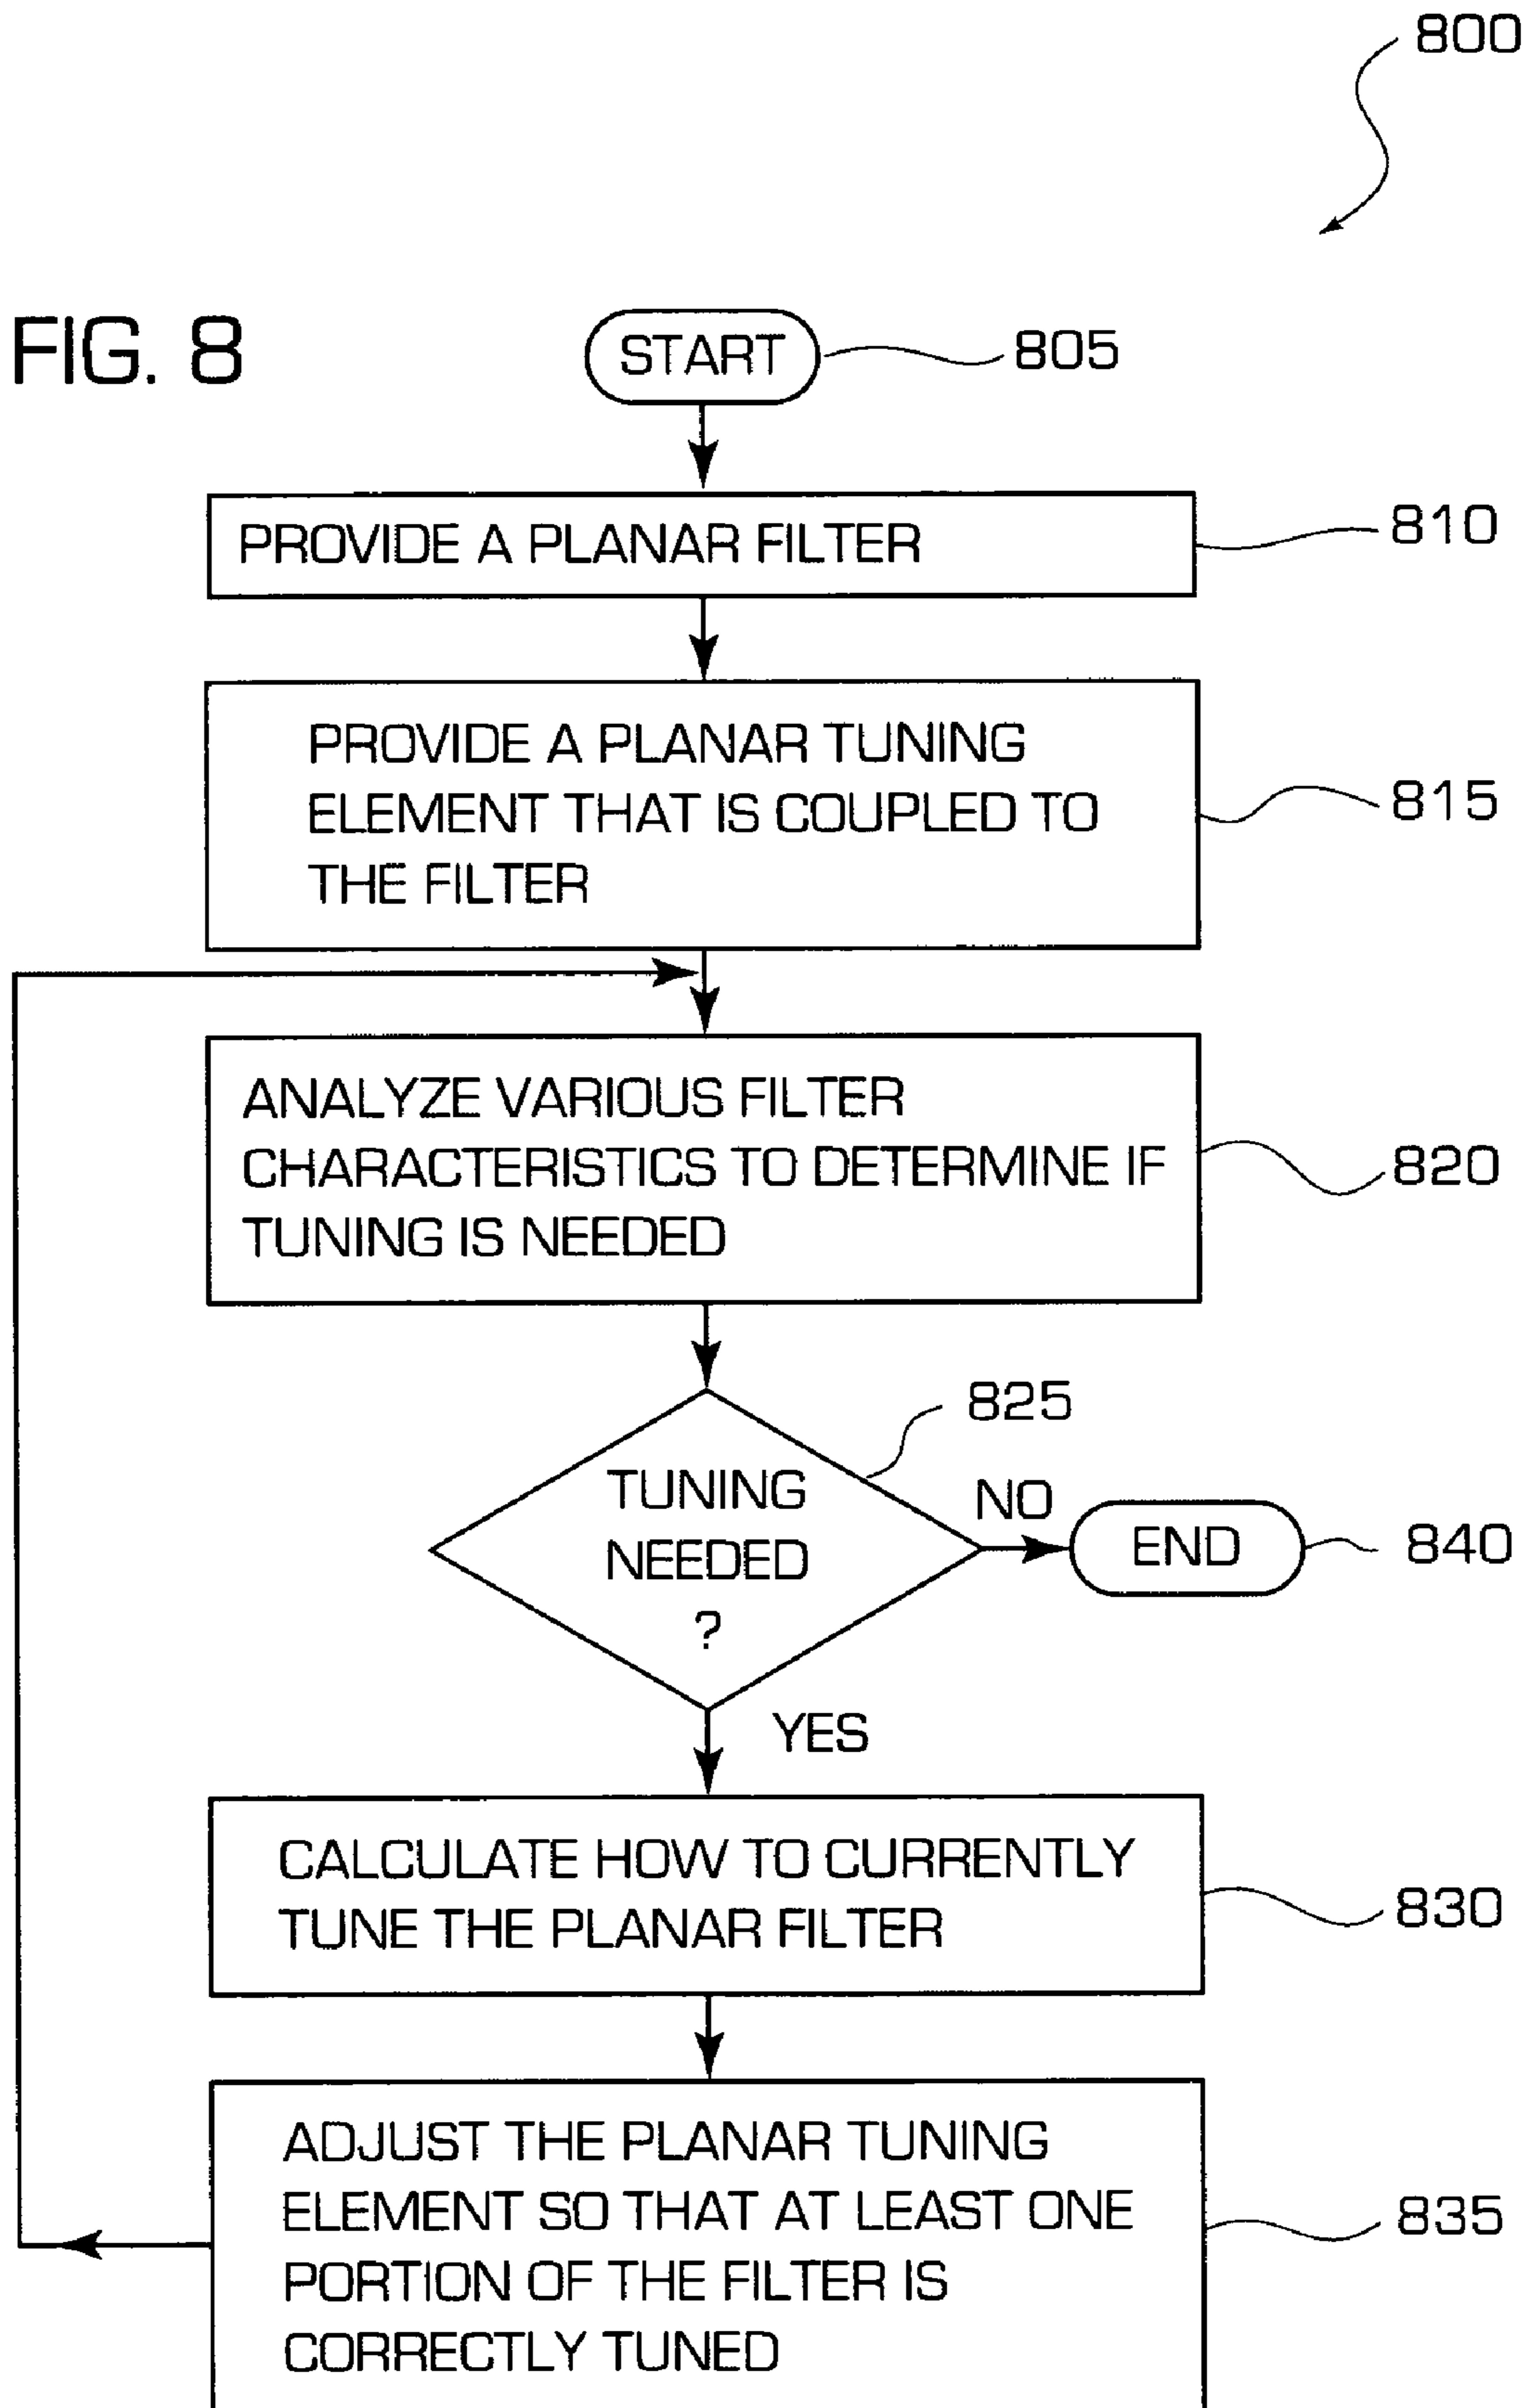 800
FIG. 8
START
805
PROVIDE A PLANAR FILTER
810
PROVIDE A PLANAR TUNING
ELEMENT THAT IS COUPLED TO
THE FILTER
815
ANALYZE VARIOUS FILTER
CHARACTERISTICS TO DETERMINE IF
TUNING IS NEEDED
820
825
TUNING
NEEDED
?
NO
END
840
YES
CALCULATE HOW TO CURRENTLY
TUNE THE PLANAR FILTER
830
ADJUST THE PLANAR TUNING
ELEMENT SO THAT AT LEAST ONE
PORTION OF THE FILTER IS
CORRECTLY TUNED
835